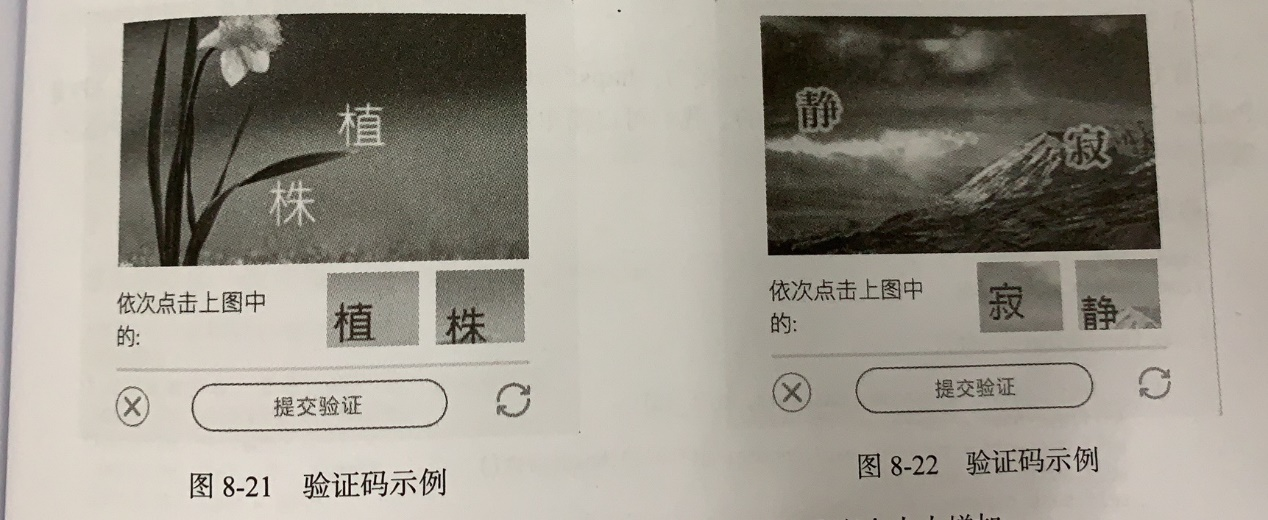 植
株
依次点击上图中
的:
植 株
提交验证
图 8-21 验证码示例
静
寂
依次点击上图中
的:
寂 静
提交验证
图 8-22 验证码示例